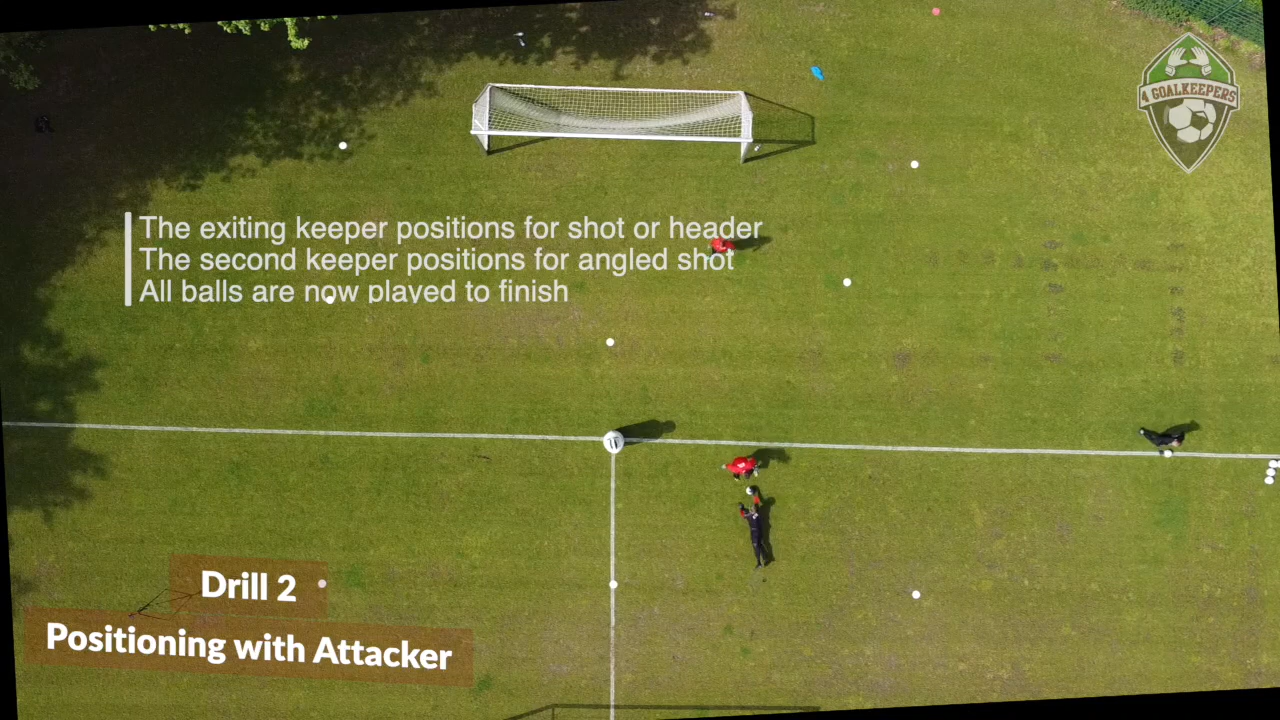 4 GOALKEEPERS
The exiting keeper positions for shot or header
The second keeper positions for angled shot
All balls are now played to finish
Drill 2
Positioning with Attacker